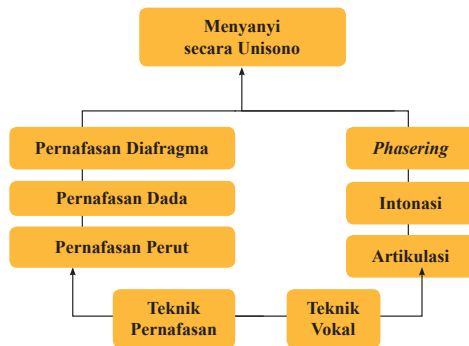 Menyanyi
secara Unisono
Pernafasan Diafragma
Phasering
Pernafasan Dada
Intonasi
Pernafasan Perut
Artikulasi
Teknik
Pernafasan
Teknik
Vokal